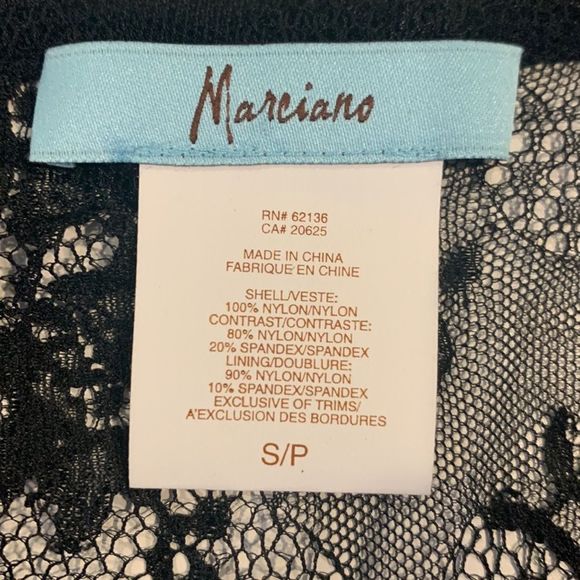 Marciano
RN# 62136
CA# 20625
MADE IN CHINA
FABRIQUE EN CHINE
SHELL/VESTE:
100% NYLON/NYLON
CONTRAST/CONTRASTE:
80% NYLON/NYLON
20% SPANDEX/SPANDEX
LINING/DOUBLURE:
90% NYLON/NYLON
10% SPANDEX/SPANDEX
EXCLUSIVE OF TRIMS/
A'EXCLUSION DES BORDURES
S/P